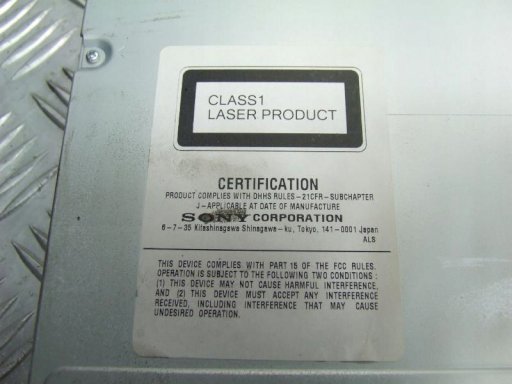 CLASS1
LASER PRODUCT
CERTIFICATION
PRODUCT COMPLIES WITH DHHS RULES-21CFR-SUBCHAPTER
J-APPLICABLE AT DATE OF MANUFACTURE
SONY CORPORATION
6-7-35 Kitashinagawa Shinagawa-ku, Tokyo, 141-0001 Japan
ALS
THIS DEVICE COMPLIES WITH PART 15 OF THE FCC RULES.
OPERATION IS SUBJECT TO THE FOLLOWING TWO CONDITIONS :
(1) THIS DEVICE MAY NOT CAUSE HARMFUL INTERFERENCE,
AND (2) THIS DEVICE MUST ACCEPT ANY INTERFERENCE
RECEIVED, INCLUDING INTERFERENCE THAT MAY CAUSE
UNDESIRED OPERATION.